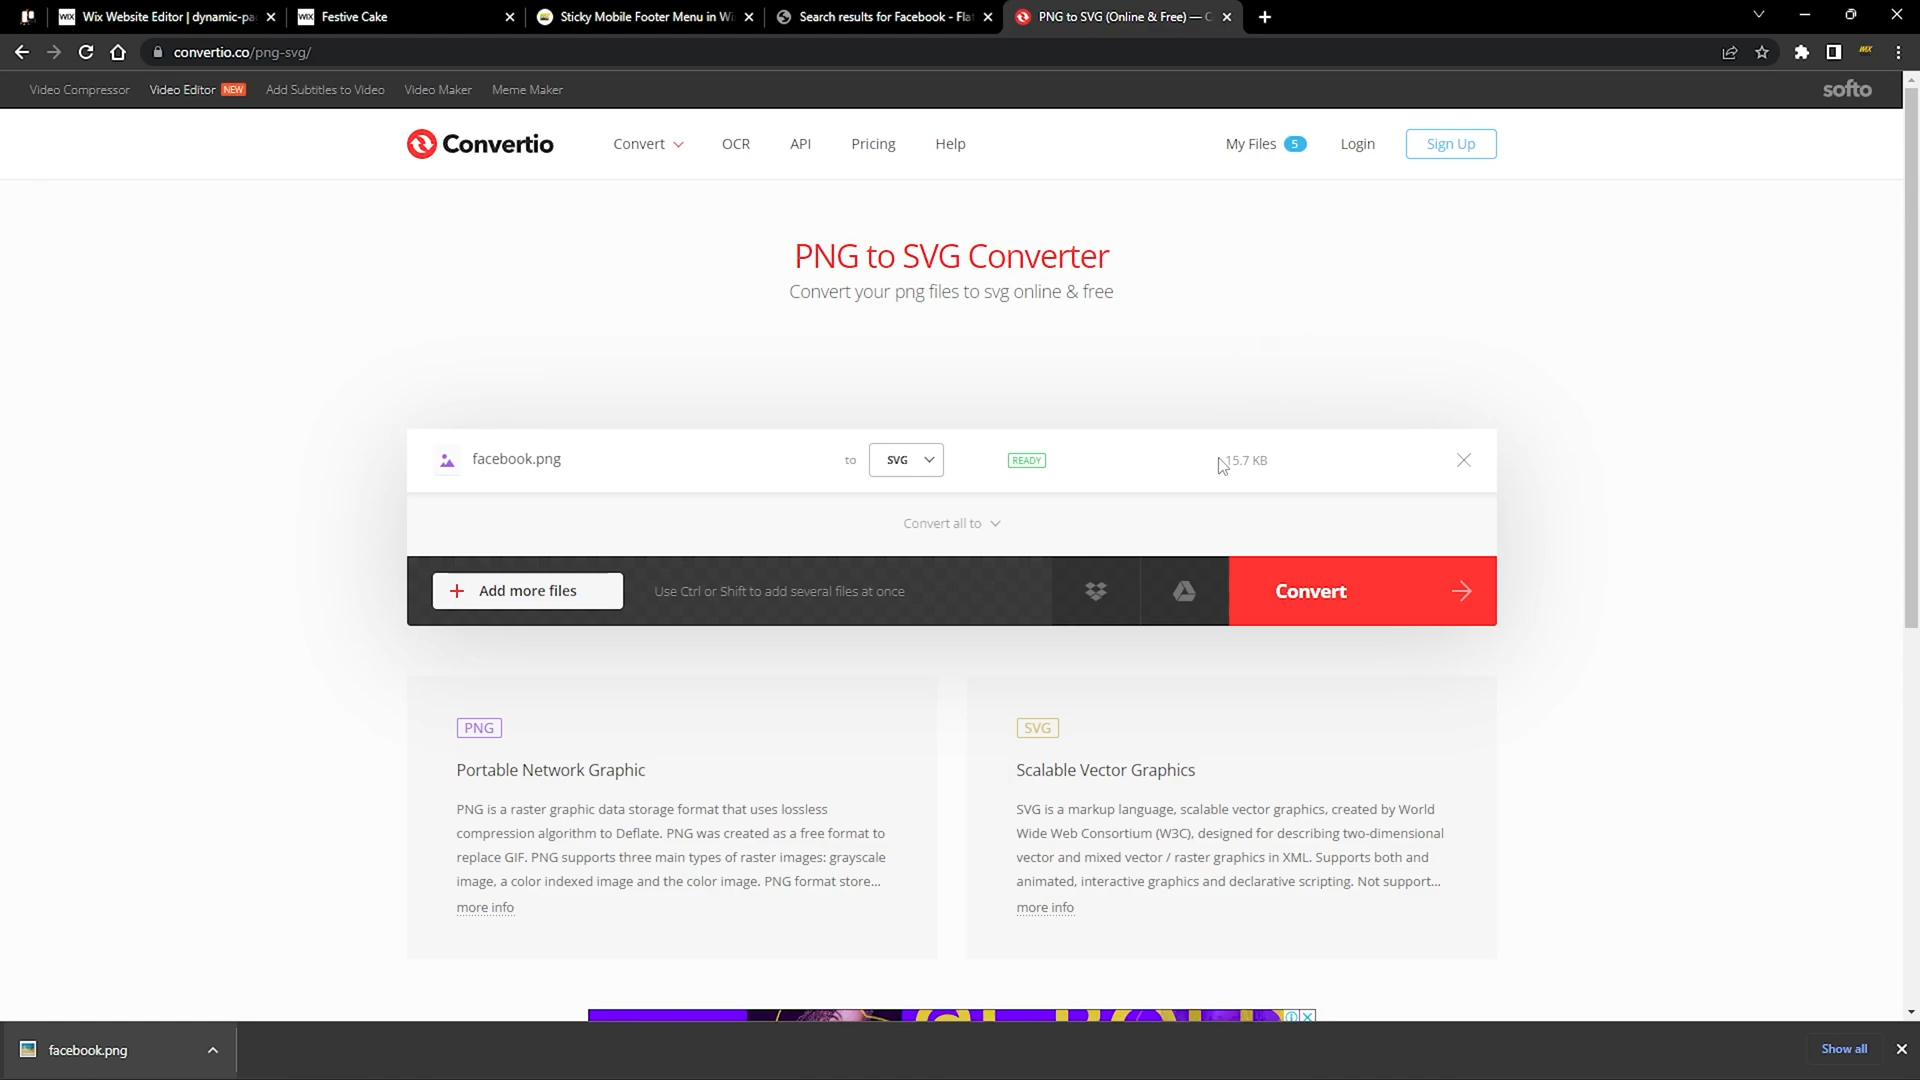 Wix Website Editor | dynamic-pa
Festive Cake
Sticky Mobile Footer Menu in Wi
Search results for Facebook - Flat
PNG to SVG (Online & Free) — C
convertio.co/png-svg/
Video Compressor
Video Editor NEW
Add Subtitles to Video
Video Maker
Meme Maker
softo
Convertio
Convert
OCR
API
Pricing
Help
My Files 5
Login
Sign Up
PNG to SVG Converter
Convert your png files to svg online & free
facebook.png
to
SVG
READY
15.7 KB
Convert all to
Add more files
Use Ctrl or Shift to add several files at once
Convert
PNG
Portable Network Graphic
PNG is a raster graphic data storage format that uses lossless
compression algorithm to Deflate. PNG was created as a free format to
replace GIF. PNG supports three main types of raster images: grayscale
image, a color indexed image and the color image. PNG format store...
more info
SVG
Scalable Vector Graphics
SVG is a markup language, scalable vector graphics, created by World
Wide Web Consortium (W3C), designed for describing two-dimensional
vector and mixed vector / raster graphics in XML. Supports both and
animated, interactive graphics and declarative scripting. Not support...
more info
facebook.png
Show all